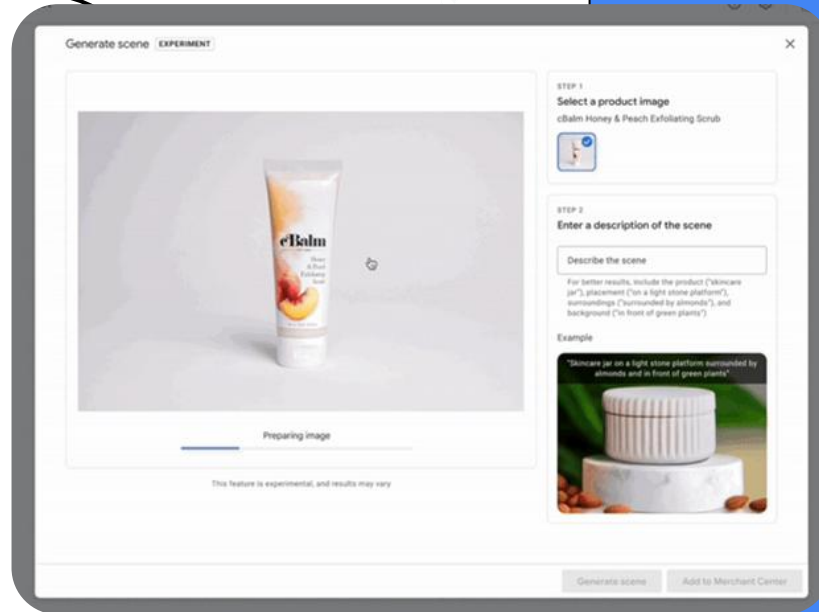 Generate scene EXPERIMENT
cBalm
Honey
& Peach
Exfoliating
Scrub
Preparing image
This feature is experimental, and results may vary
STEP 1
Select a product image
cBalm Honey & Peach Exfoliating Scrub
STEP 2
Enter a description of the scene
Describe the scene
For better results, include the product ("skincare
jar"), placement ("on a light stone platform"),
surroundings ("surrounded by almonds"), and
background ("in front of green plants")
Example
"Skincare jar on a light stone platform surrounded by
almonds and in front of green plants"
Generate scene
Add to Merchant Center